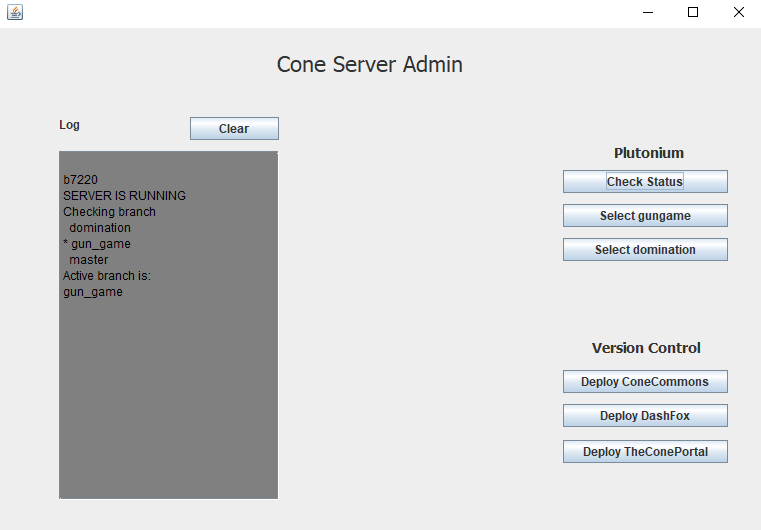 Cone Server Admin
Log
Clear
b7220
SERVER IS RUNNING
Checking branch
domination
* gun_game
master
Active branch is:
gun_game
Plutonium
Check Status
Select gungame
Select domination
Version Control
Deploy ConeCommons
Deploy DashFox
Deploy TheConePortal